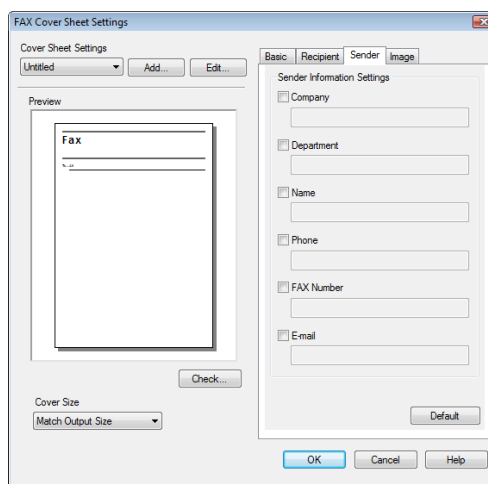 FAX Cover Sheet Settings
Cover Sheet Settings
Untitled
Add...
Edit...
Preview
Fax
Check...
Cover Size
Match Output Size
Basic
Recipient
Sender
Image
Sender Information Settings
Company
Department
Name
Phone
FAX Number
E-mail
Default
OK
Cancel
Help